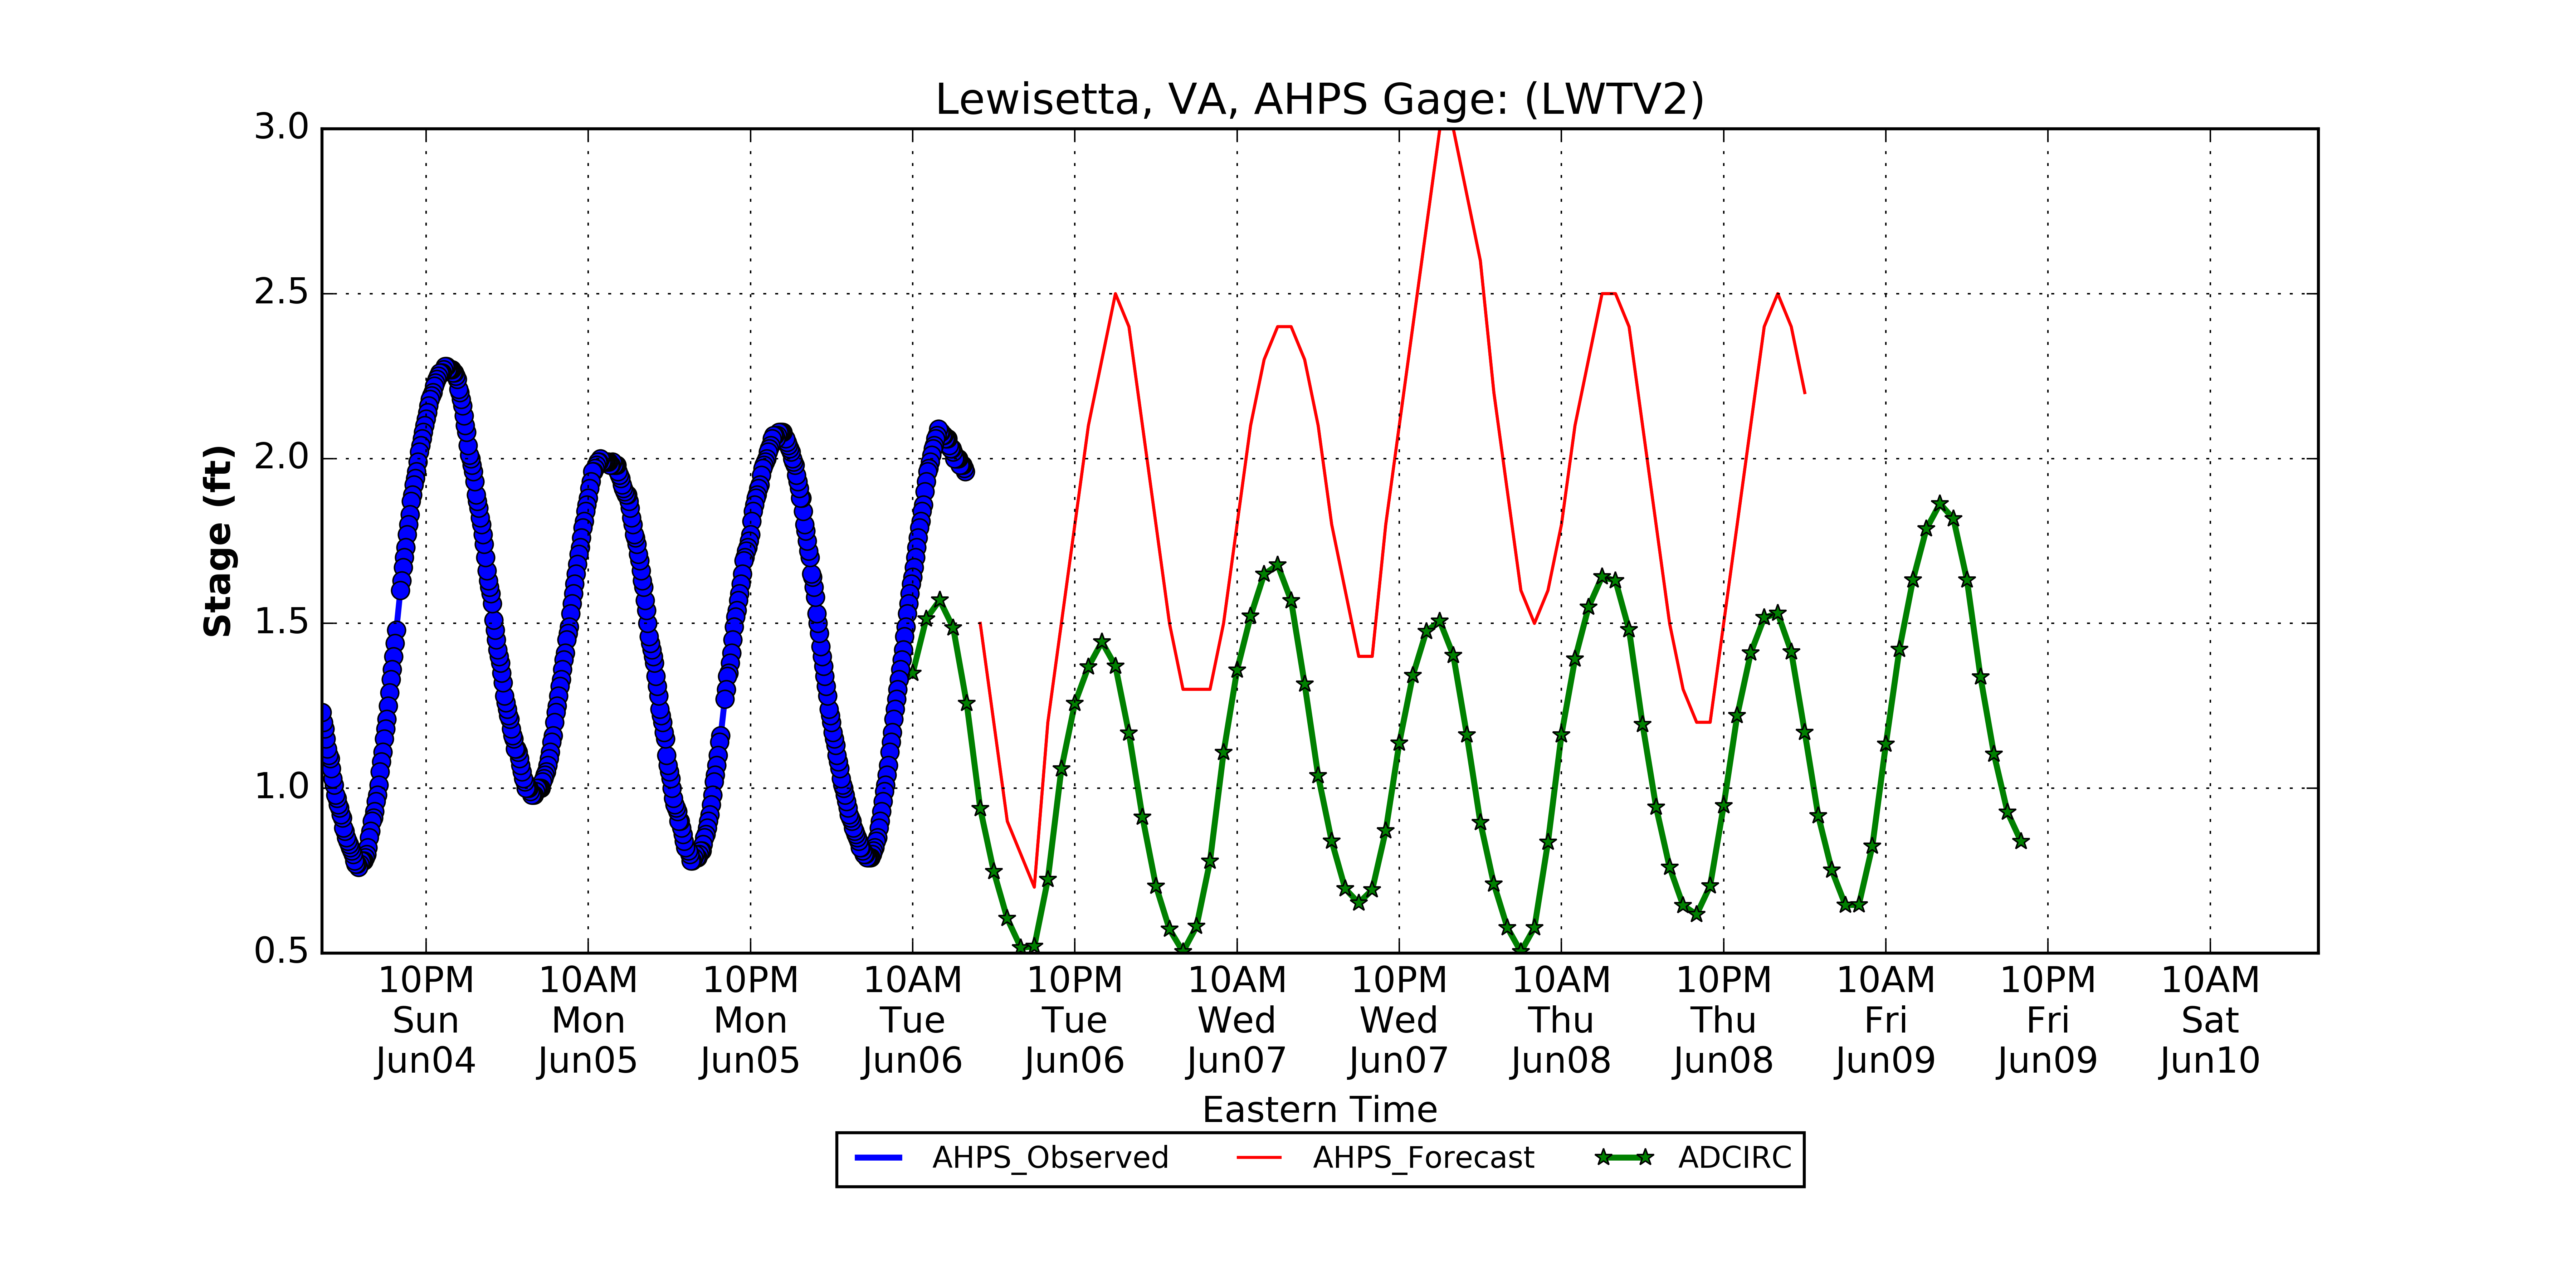 Lewisetta, VA, AHPS Gage: (LWTV2)
3.0
2.5
2.0
1.5
1.0
0.5
Stage (ft)
10PM 10AM 10PM 10AM 10PM 10AM 10PM 10AM 10PM 10AM 10PM 10AM
Sun Mon Mon Tue Tue Wed Wed Thu Thu Fri Fri Sat
Jun04 Jun05 Jun05 Jun06 Jun06 Jun07 Jun07 Jun08 Jun08 Jun09 Jun09 Jun10
Eastern Time
AHPS_Observed AHPS_Forecast ADCIRC